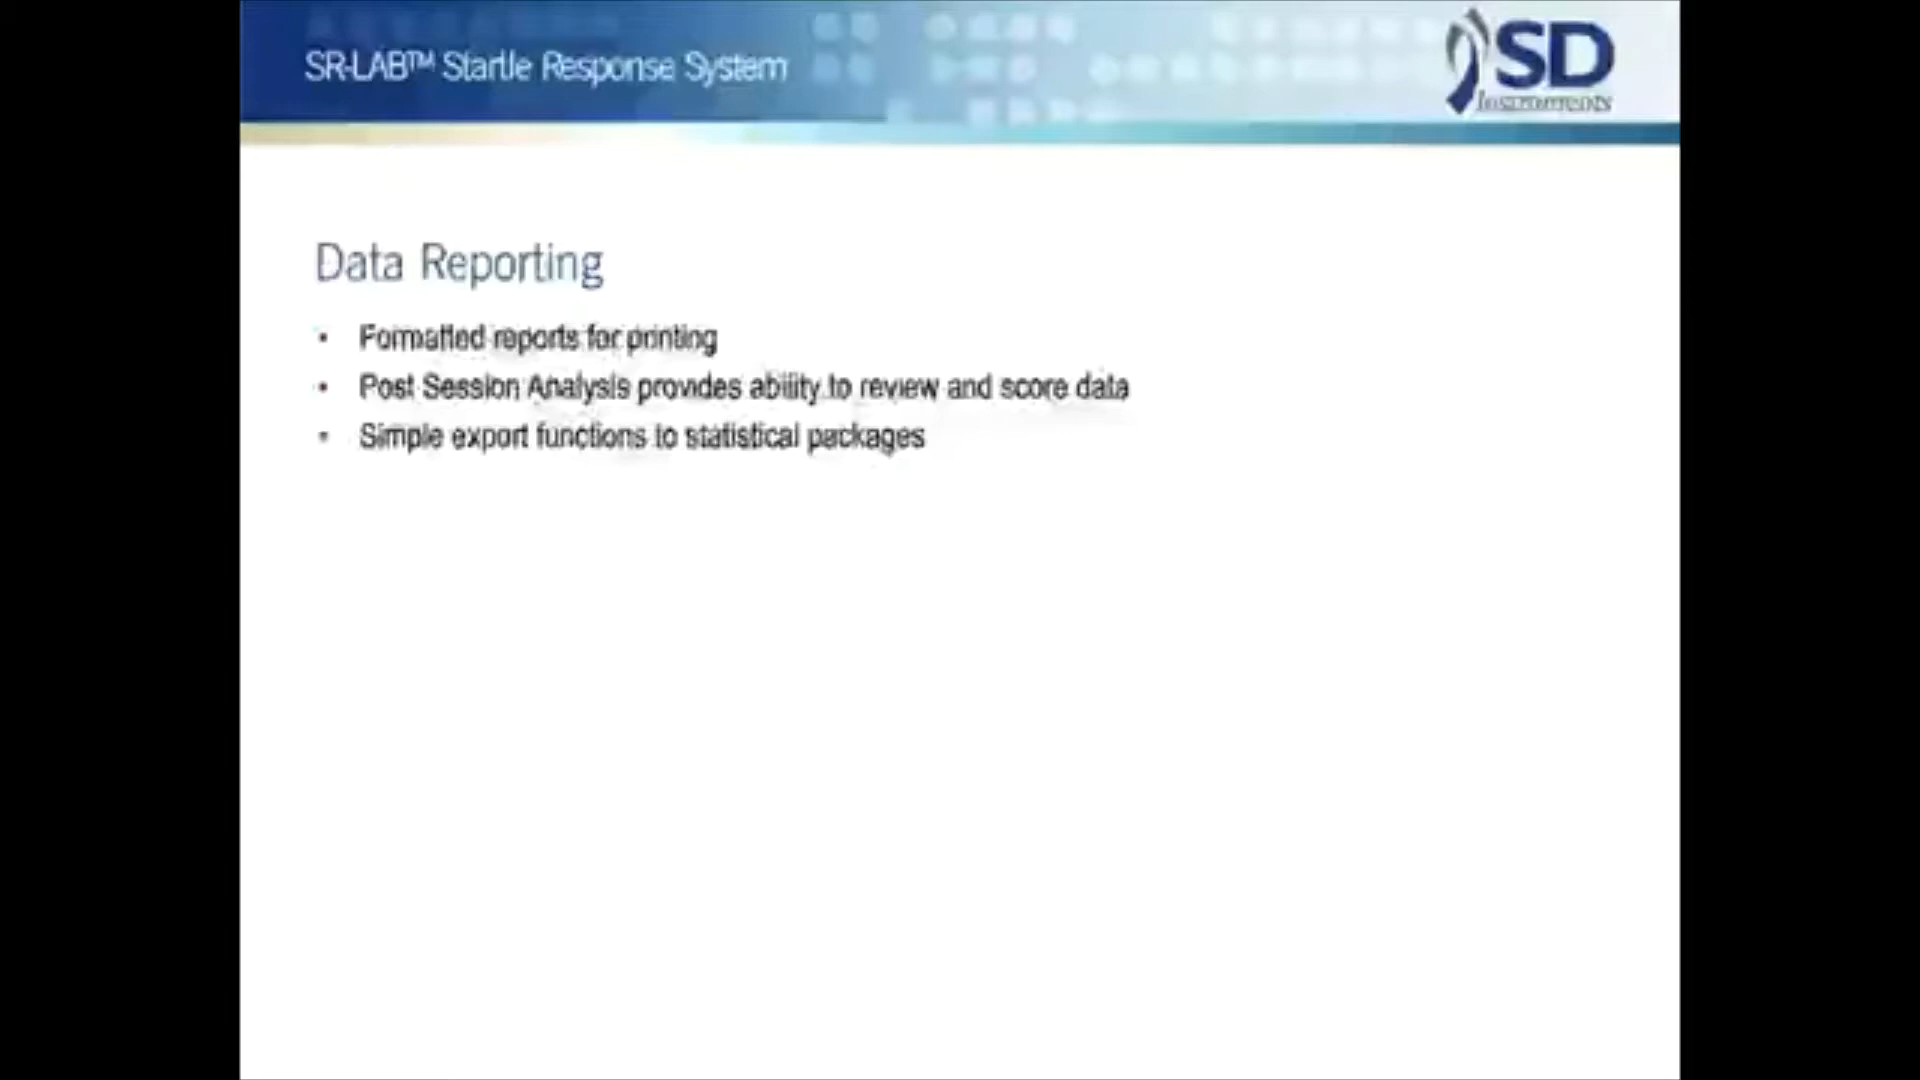 SR-LAB™ Startle Response System
SD
Instruments
Data Reporting
• Formatted reports for printing
• Post Session Analysis provides ability to review and score data
• Simple export functions to statistical packages